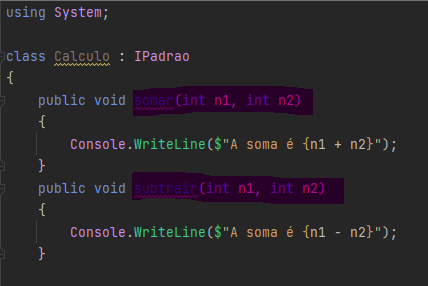 using System;
class Calculo : IPadrao
{
public void somar(int n1, int n2)
{
Console.WriteLine($"A soma é {n1 + n2}");
}
public void subtrair(int n1, int n2)
{
Console.WriteLine($"A soma é {n1 - n2}");
}